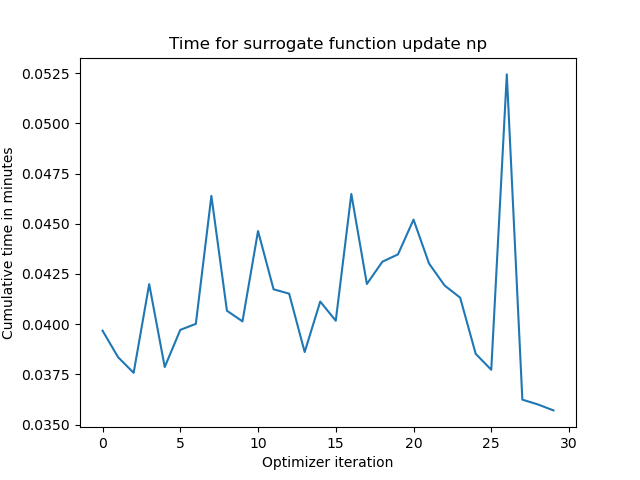 Time for surrogate function update np
Cumulative time in minutes
0.0525
0.0500
0.0475
0.0450
0.0425
0.0400
0.0375
0.0350
0 5 10 15 20 25 30
Optimizer iteration